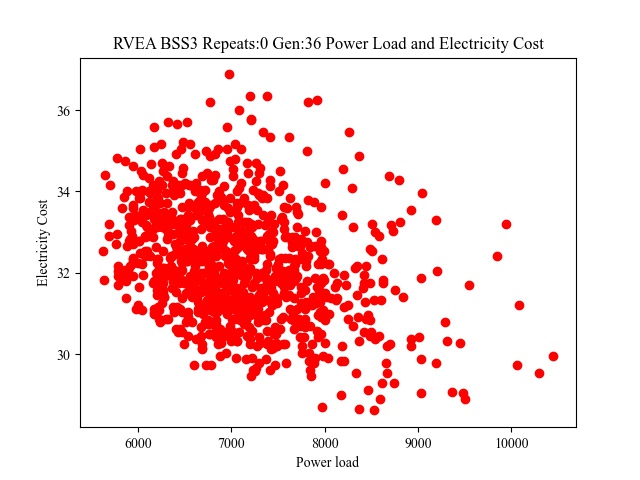 RVEA BSS3 Repeats:0 Gen:36 Power Load and Electricity Cost
36
34
32
30
Electricity Cost
6000 7000 8000 9000 10000
Power load